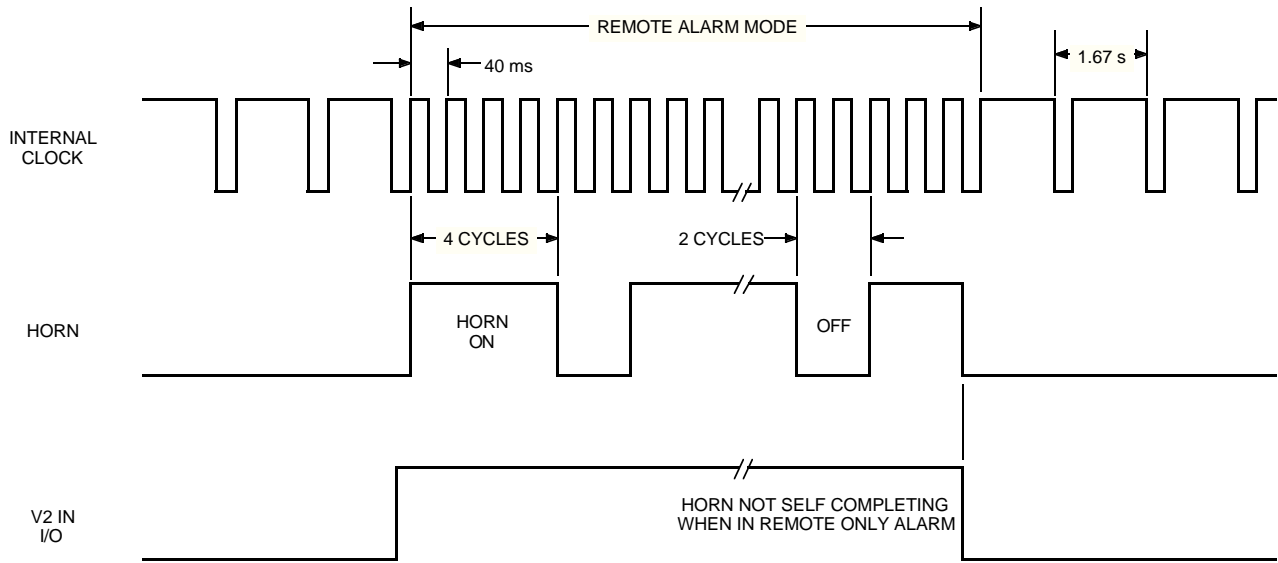 REMOTE ALARM MODE
40 ms
1.67 s
INTERNAL
CLOCK
4 CYCLES
2 CYCLES
HORN
HORN
ON
OFF
V2 IN
I/O
HORN NOT SELF COMPLETING
WHEN IN REMOTE ONLY ALARM